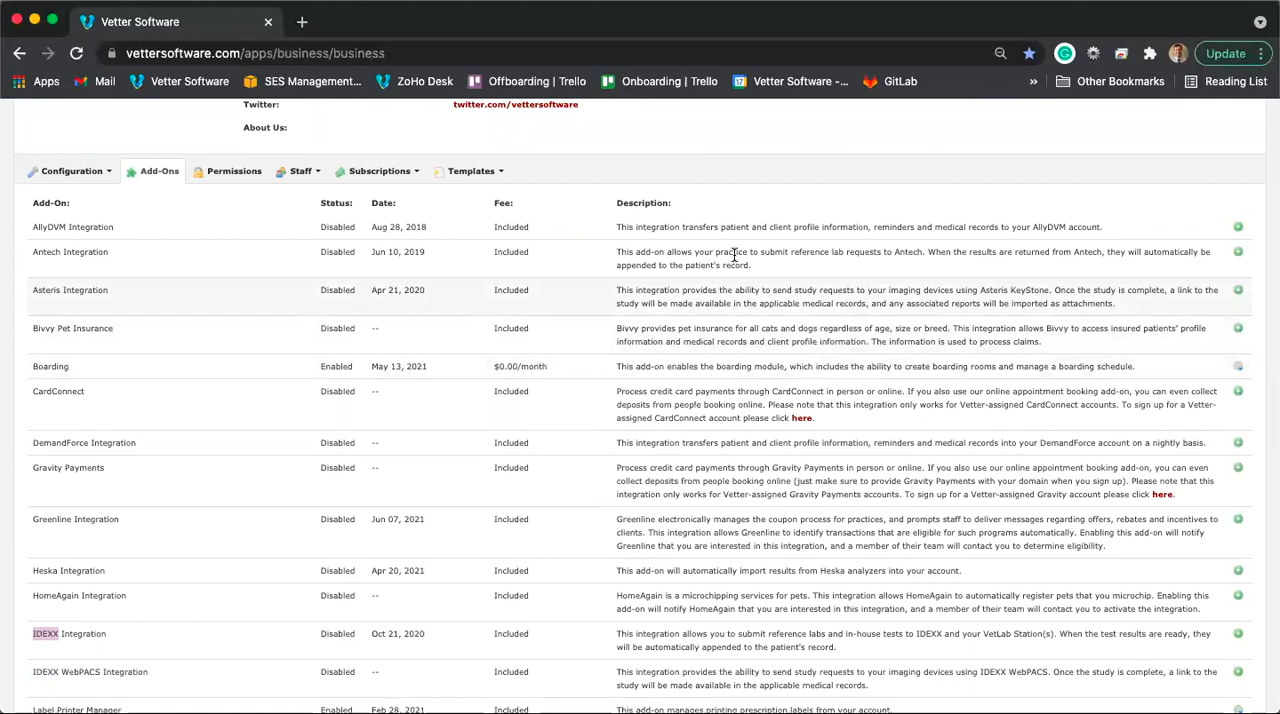 Vetter Software
vettersoftware.com/apps/business/business
Update
Apps Mail Vetter Software SES Management... ZoHo Desk Offboarding | Trello Onboarding | Trello Vetter Software -... GitLab » Other Bookmarks Reading List
Twitter: twitter.com/vettersoftware
About Us:
Configuration Add-Ons Permissions Staff Subscriptions Templates
Add-On: Status: Date: Fee: Description:
AllyDVM Integration Disabled Aug 28, 2018 Included This integration transfers patient and client profile information, reminders and medical records to your AllyDVM account.
Antech Integration Disabled Jun 10, 2019 Included This add-on allows your practice to submit reference lab requests to Antech. When the results are returned from Antech, they will automatically be
appended to the patient's record.
Asteris Integration Disabled Apr 21, 2020 Included This integration provides the ability to send study requests to your imaging devices using Asteris KeyStone. Once the study is complete, a link to the
study will be made available in the applicable medical records, and any associated reports will be imported as attachments.
Bivvy Pet Insurance Disabled -- Included Bivvy provides pet insurance for all cats and dogs regardless of age, size or breed. This integration allows Bivvy to access insured patients' profile
information and medical records and client profile information. The information is used to process claims.
Boarding Enabled May 13, 2021 $0.00/month This add-on enables the boarding module, which includes the ability to create boarding rooms and manage a boarding schedule.
CardConnect Disabled -- Included Process credit card payments through CardConnect in person or online. If you also use our online appointment booking add-on, you can even collect
deposits from people booking online. Please note that this integration only works for Vetter-assigned CardConnect accounts. To sign up for a Vetter-
assigned CardConnect account please click here.
DemandForce Integration Disabled -- Included This integration transfers patient and client profile information, reminders and medical records into your DemandForce account on a nightly basis.
Gravity Payments Disabled -- Included Process credit card payments through Gravity Payments in person or online. If you also use our online appointment booking add-on, you can even
collect deposits from people booking online (just make sure to provide Gravity Payments with your domain when you sign up). Please note that this
integration only works for Vetter-assigned Gravity Payments accounts. To sign up for a Vetter-assigned Gravity account please click here.
Greenline Integration Disabled Jun 07, 2021 Included Greenline electronically manages the coupon process for practices, and prompts staff to deliver messages regarding offers, rebates and incentives to
clients. This integration allows Greenline to identify transactions that are eligible for such programs automatically. Enabling this add-on will notify
Greenline that you are interested in this integration, and a member of their team will contact you to determine eligibility.
Heska Integration Disabled Apr 20, 2021 Included This add-on will automatically import results from Heska analyzers into your account.
HomeAgain Integration Disabled -- Included HomeAgain is a microchipping services for pets. This integration allows HomeAgain to automatically register pets that you microchip. Enabling this
add-on will notify HomeAgain that you are interested in this integration, and a member of their team will contact you to activate the integration.
IDEXX Integration Disabled Oct 21, 2020 Included This integration allows you to submit reference labs and in-house tests to IDEXX and your VetLab Station(s). When the test results are ready, they
will be automatically appended to the patient's record.
IDEXX WebPACS Integration Disabled -- Included This integration provides the ability to send study requests to your imaging devices using IDEXX WebPACS. Once the study is complete, a link to the
study will be made available in the applicable medical records.
Label Printer Manager Enabled Feb 28, 2021 Included This add-on manages printing prescription labels from your account.